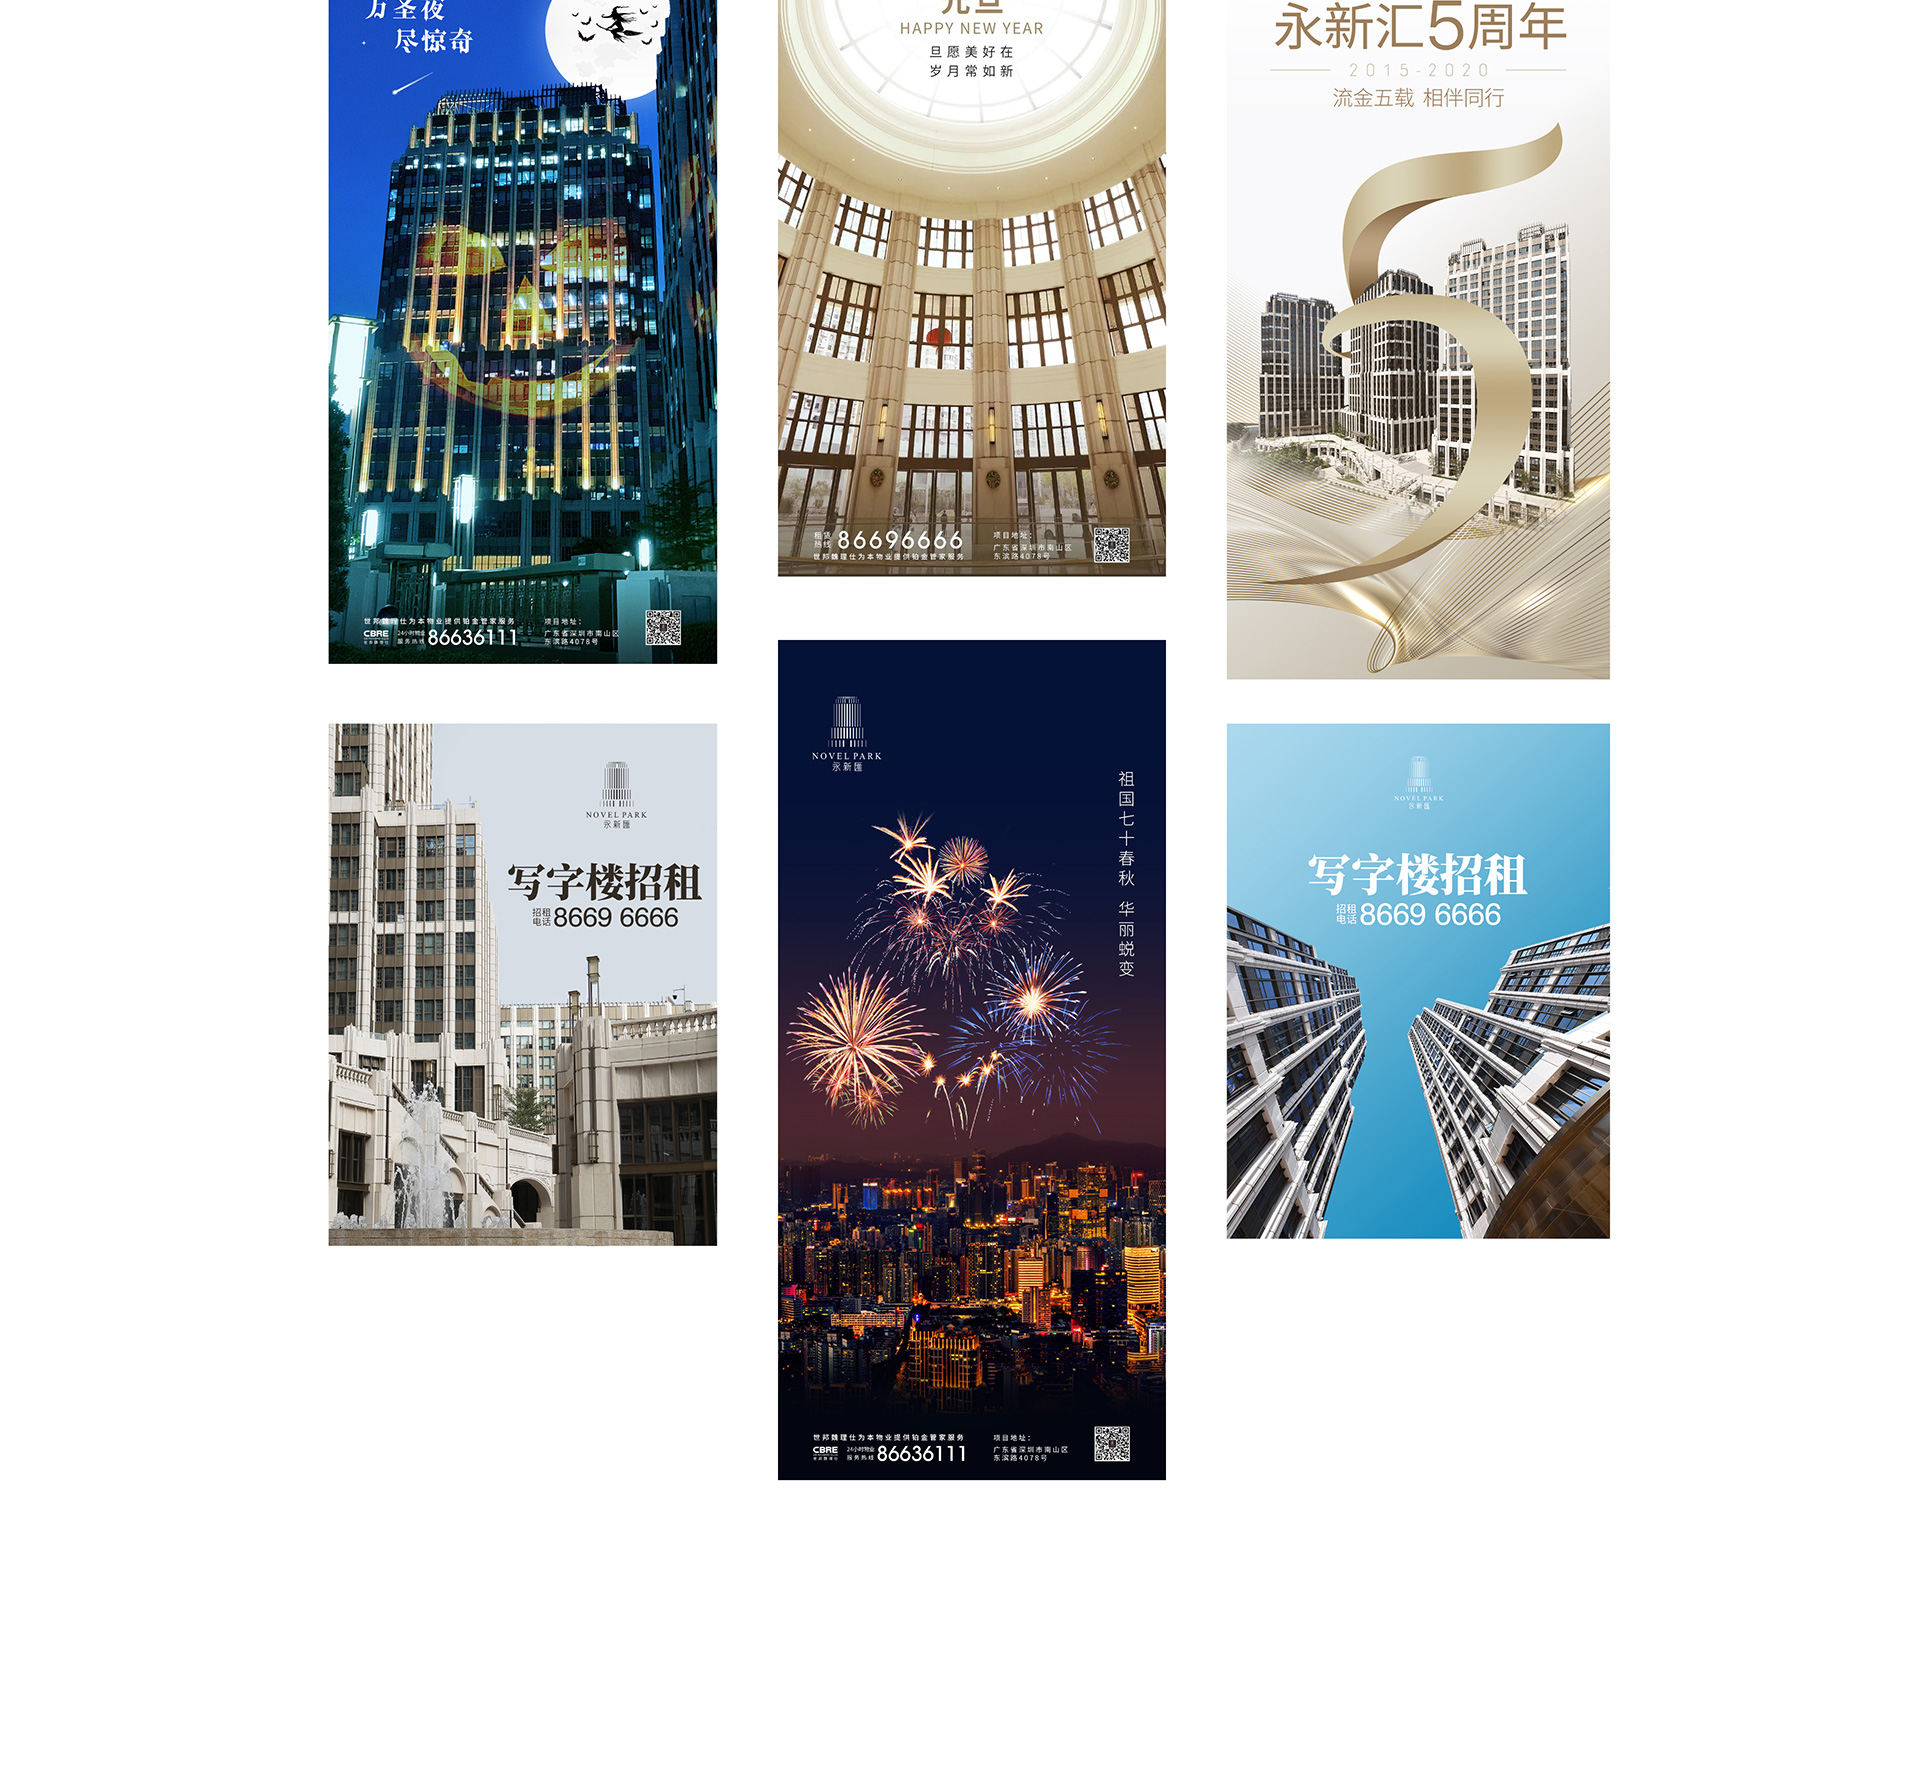 万圣夜
尽惊奇
世邦魏理仕为本物业提供铂金管家服务
CBRE
24小时物业
服务热线
86636111
项目地址:
广东省深圳市南山区
东滨路4078号
元旦
HAPPY NEW YEAR
旦愿美好在
岁月常如新
租赁
热线
86696666
世邦魏理仕为本物业提供铂金管家服务
项目地址:
广东省深圳市南山区
东滨路4078号
永新汇5周年
2015-2020
流金五载 相伴同行
NOVEL PARK
永新匯
写字楼招租
招租
电话
8669 6666
NOVEL PARK
永新匯
祖国七十春秋 华丽蜕变
世邦魏理仕为本物业提供铂金管家服务
CBRE
24小时物业
服务热线
86636111
项目地址:
广东省深圳市南山区
东滨路4078号
NOVEL PARK
永新匯
写字楼招租
招租
电话
8669 6666